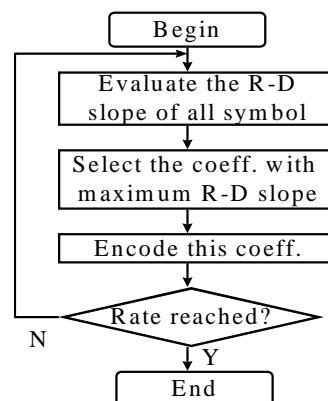 Begin
Evaluate the R-D
slope of all symbol
Select the coeff. with
maximum R-D slope
Encode this coeff.
Rate reached?
N
Y
End